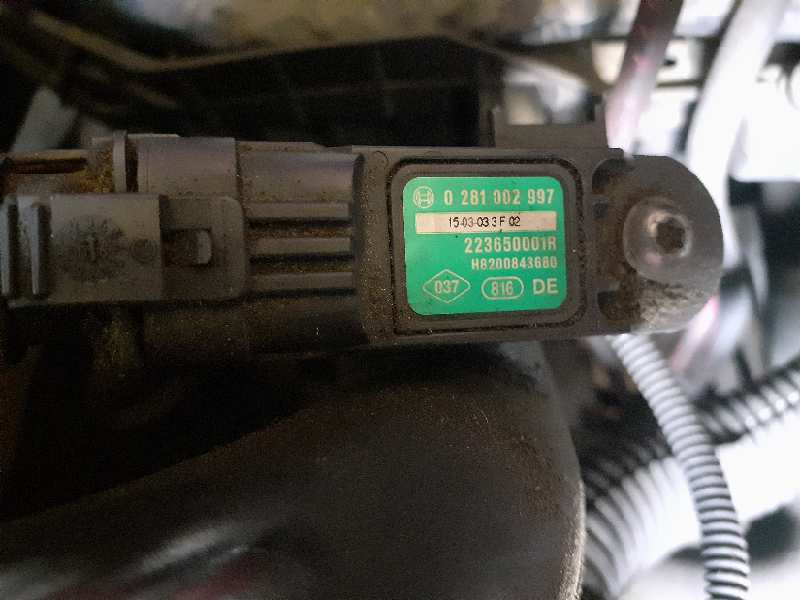 0 281 002 997
15-03-03 3 F 02
223650001R
H8200843680
037 816 DE